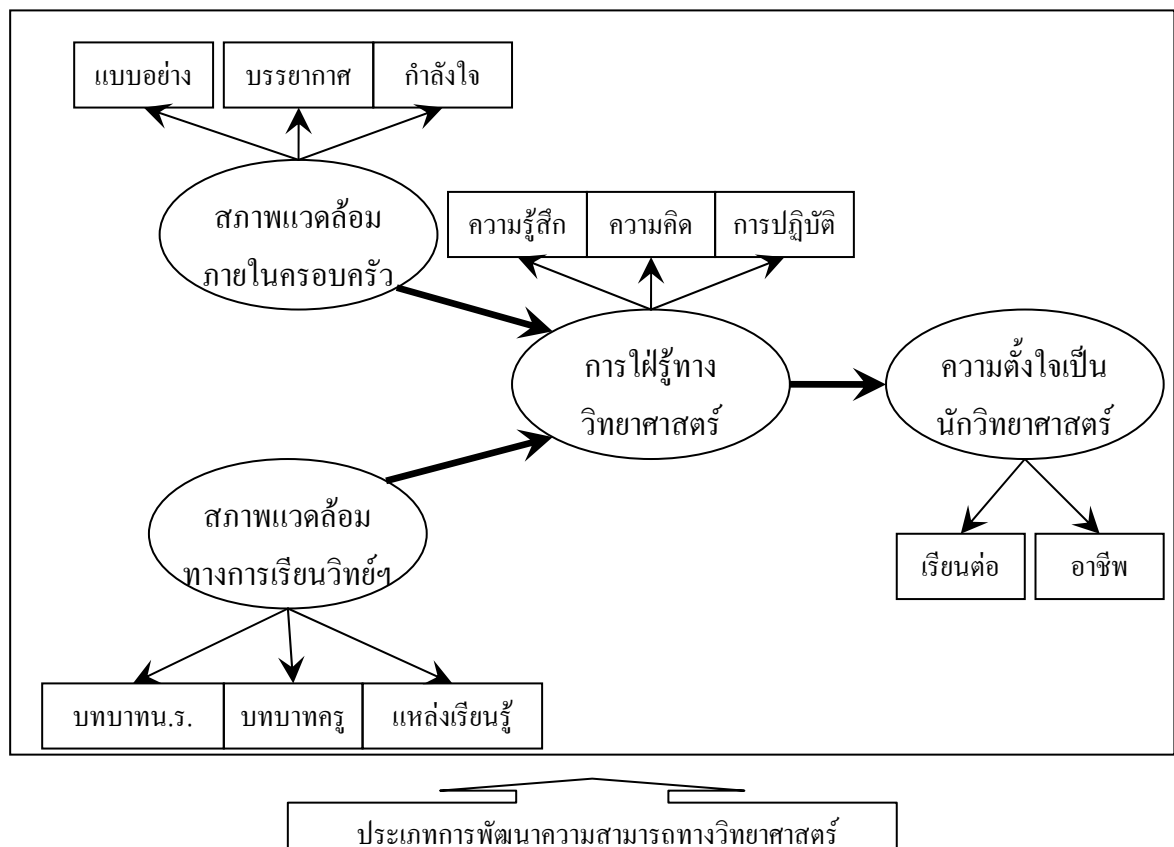 แบบอย่าง
บรรยากาศ
กำลังใจ
สภาพแวดล้อม
ภายในครอบครัว
ความรู้สึก
ความคิด
การปฏิบัติ
การใฝ่รู้ทาง
วิทยาศาสตร์
ความตั้งใจเป็น
นักวิทยาศาสตร์
สภาพแวดล้อม
ทางการเรียนวิทย์ฯ
เรียนต่อ
อาชีพ
บทบาทน.ร.
บทบาทครู
แหล่งเรียนรู้
ประเภทการพัฒนาความสามารถทางวิทยาศาสตร์